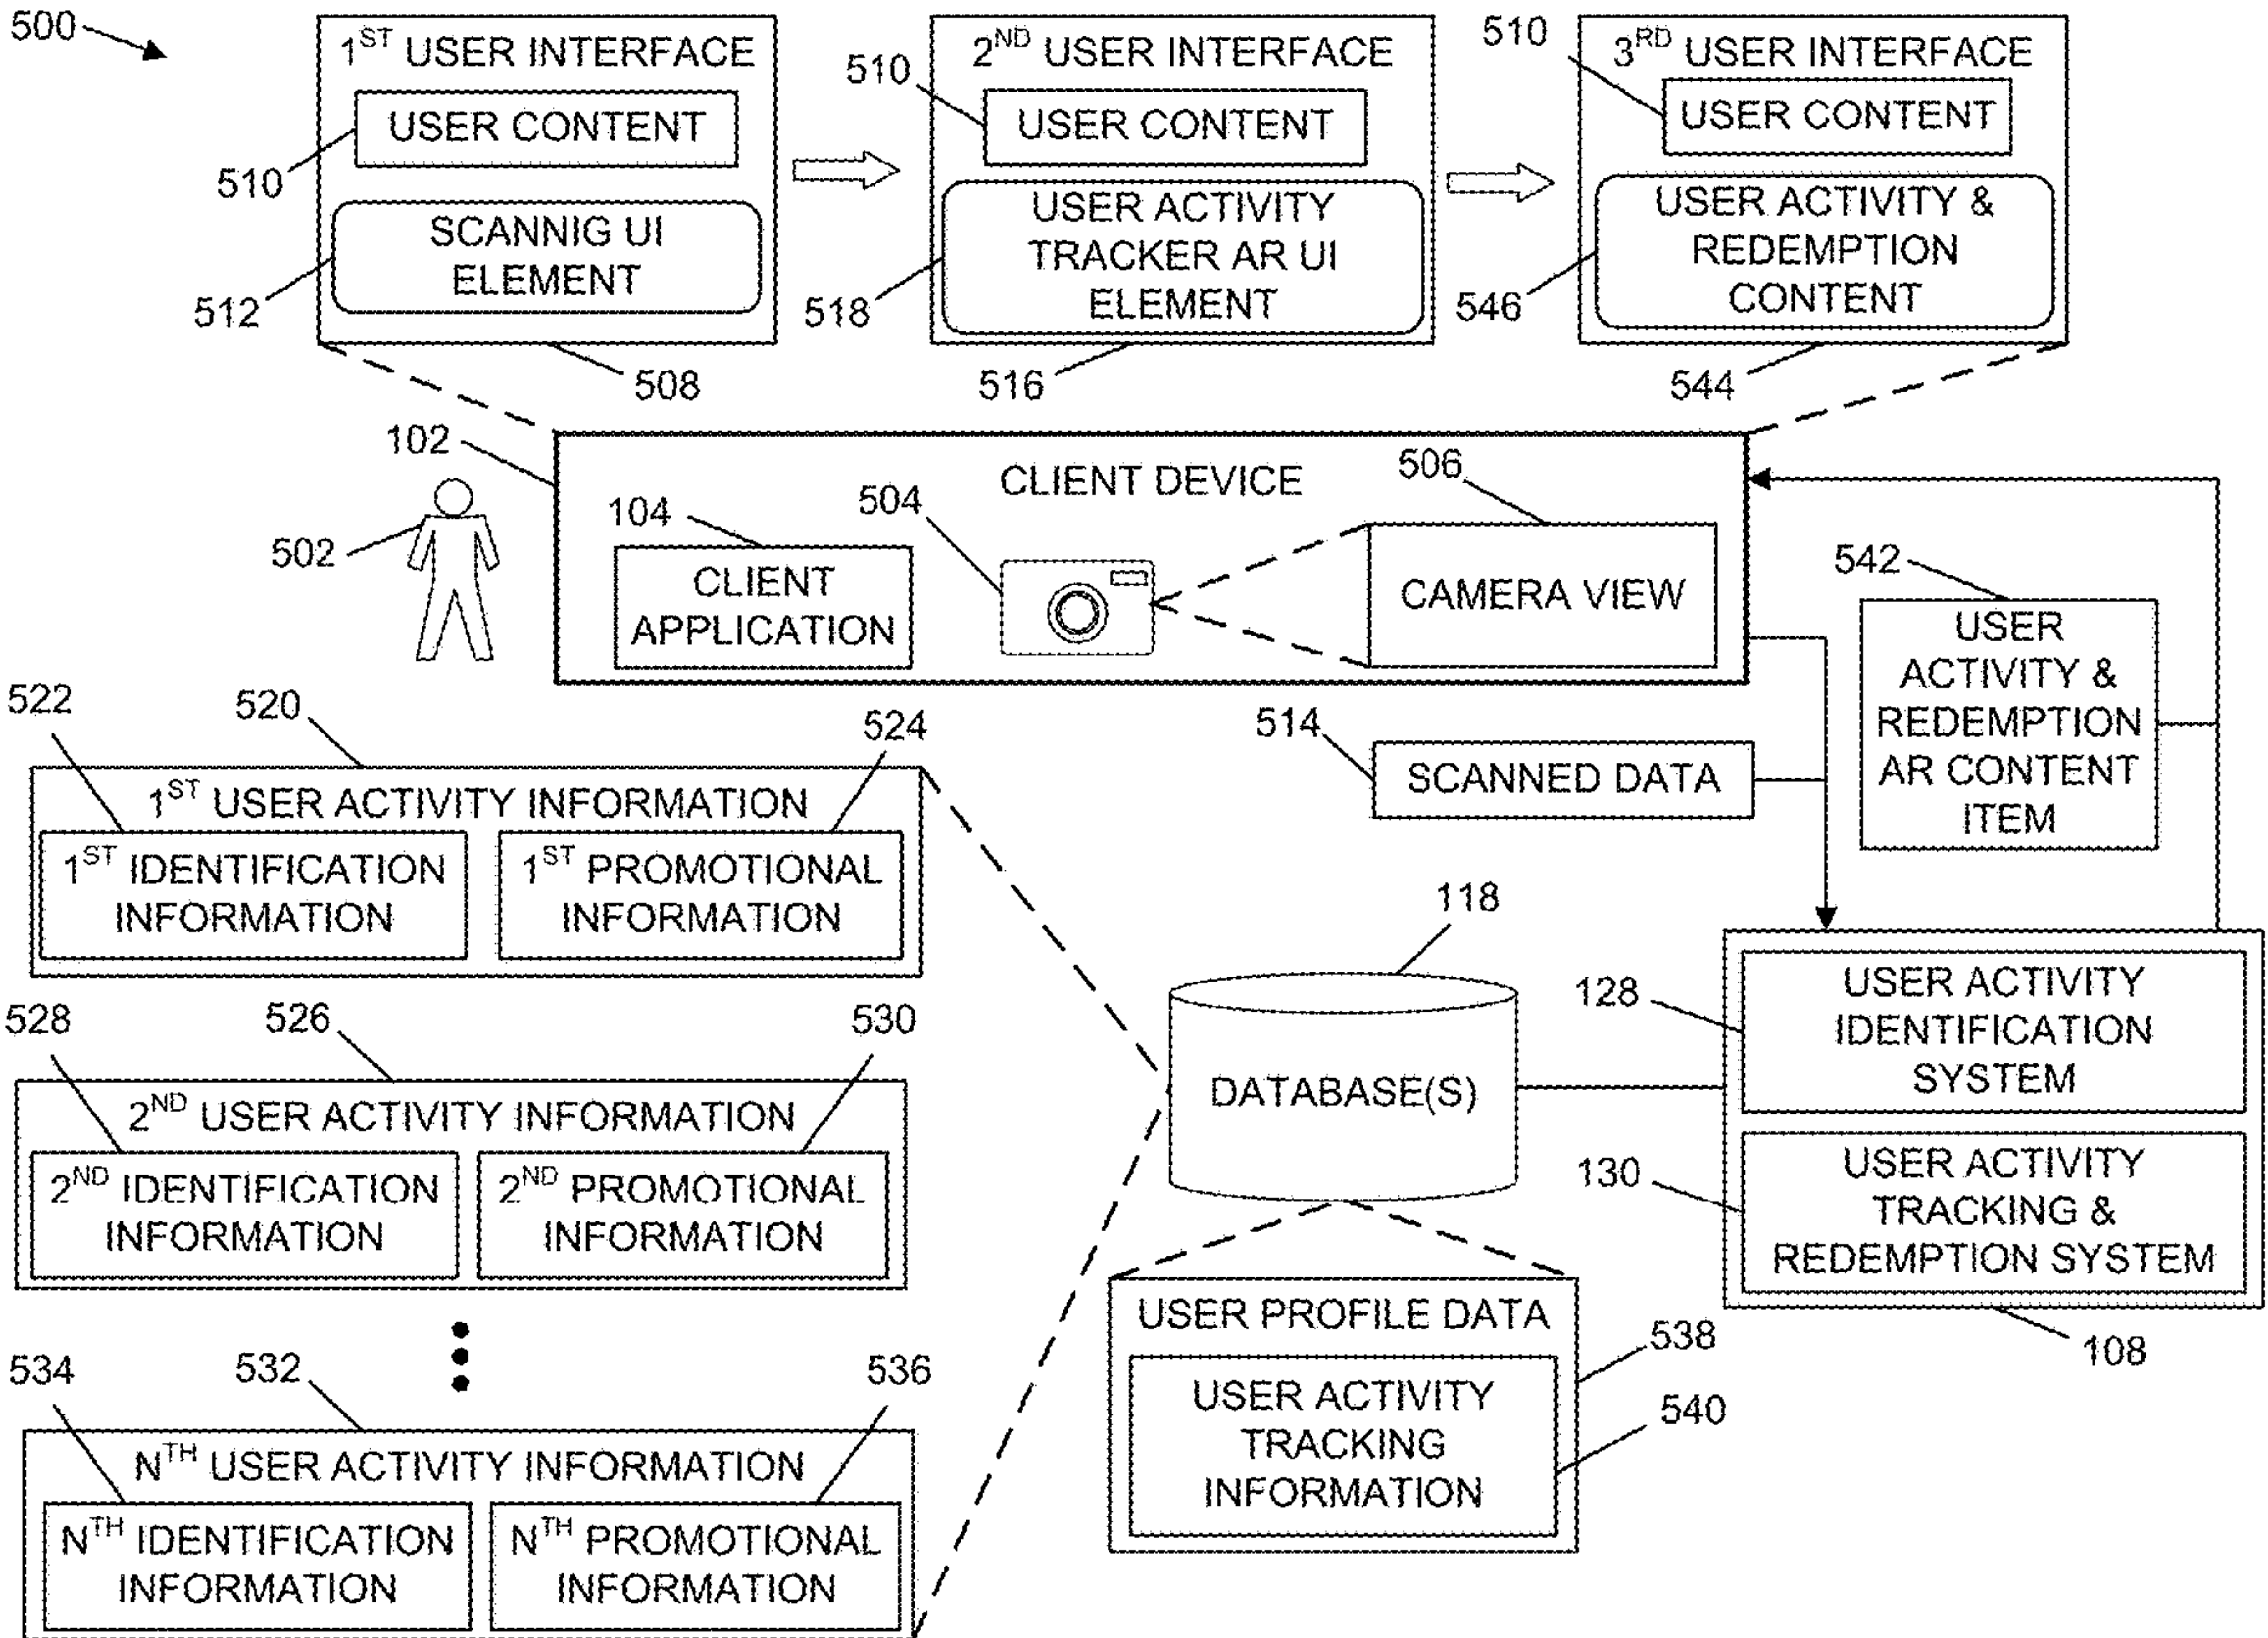 500
1ST USER INTERFACE
USER CONTENT
510
SCANNIG UI
ELEMENT
512
508
2ND USER INTERFACE
510
USER CONTENT
USER ACTIVITY
TRACKER AR UI
ELEMENT
518
516
3RD USER INTERFACE
510
USER CONTENT
USER ACTIVITY &
REDEMPTION
CONTENT
546
544
102
CLIENT DEVICE
502
104
CLIENT
APPLICATION
504
506
CAMERA VIEW
542
USER
ACTIVITY &
REDEMPTION
AR CONTENT
ITEM
514
SCANNED DATA
522
520
524
1ST USER ACTIVITY INFORMATION
1ST IDENTIFICATION
INFORMATION
1ST PROMOTIONAL
INFORMATION
528
526
530
2ND USER ACTIVITY INFORMATION
2ND IDENTIFICATION
INFORMATION
2ND PROMOTIONAL
INFORMATION
534
532
536
NTH USER ACTIVITY INFORMATION
NTH IDENTIFICATION
INFORMATION
NTH PROMOTIONAL
INFORMATION
118
DATABASE(S)
128
USER ACTIVITY
IDENTIFICATION
SYSTEM
130
USER ACTIVITY
TRACKING &
REDEMPTION SYSTEM
108
USER PROFILE DATA
538
USER ACTIVITY
TRACKING
INFORMATION
540